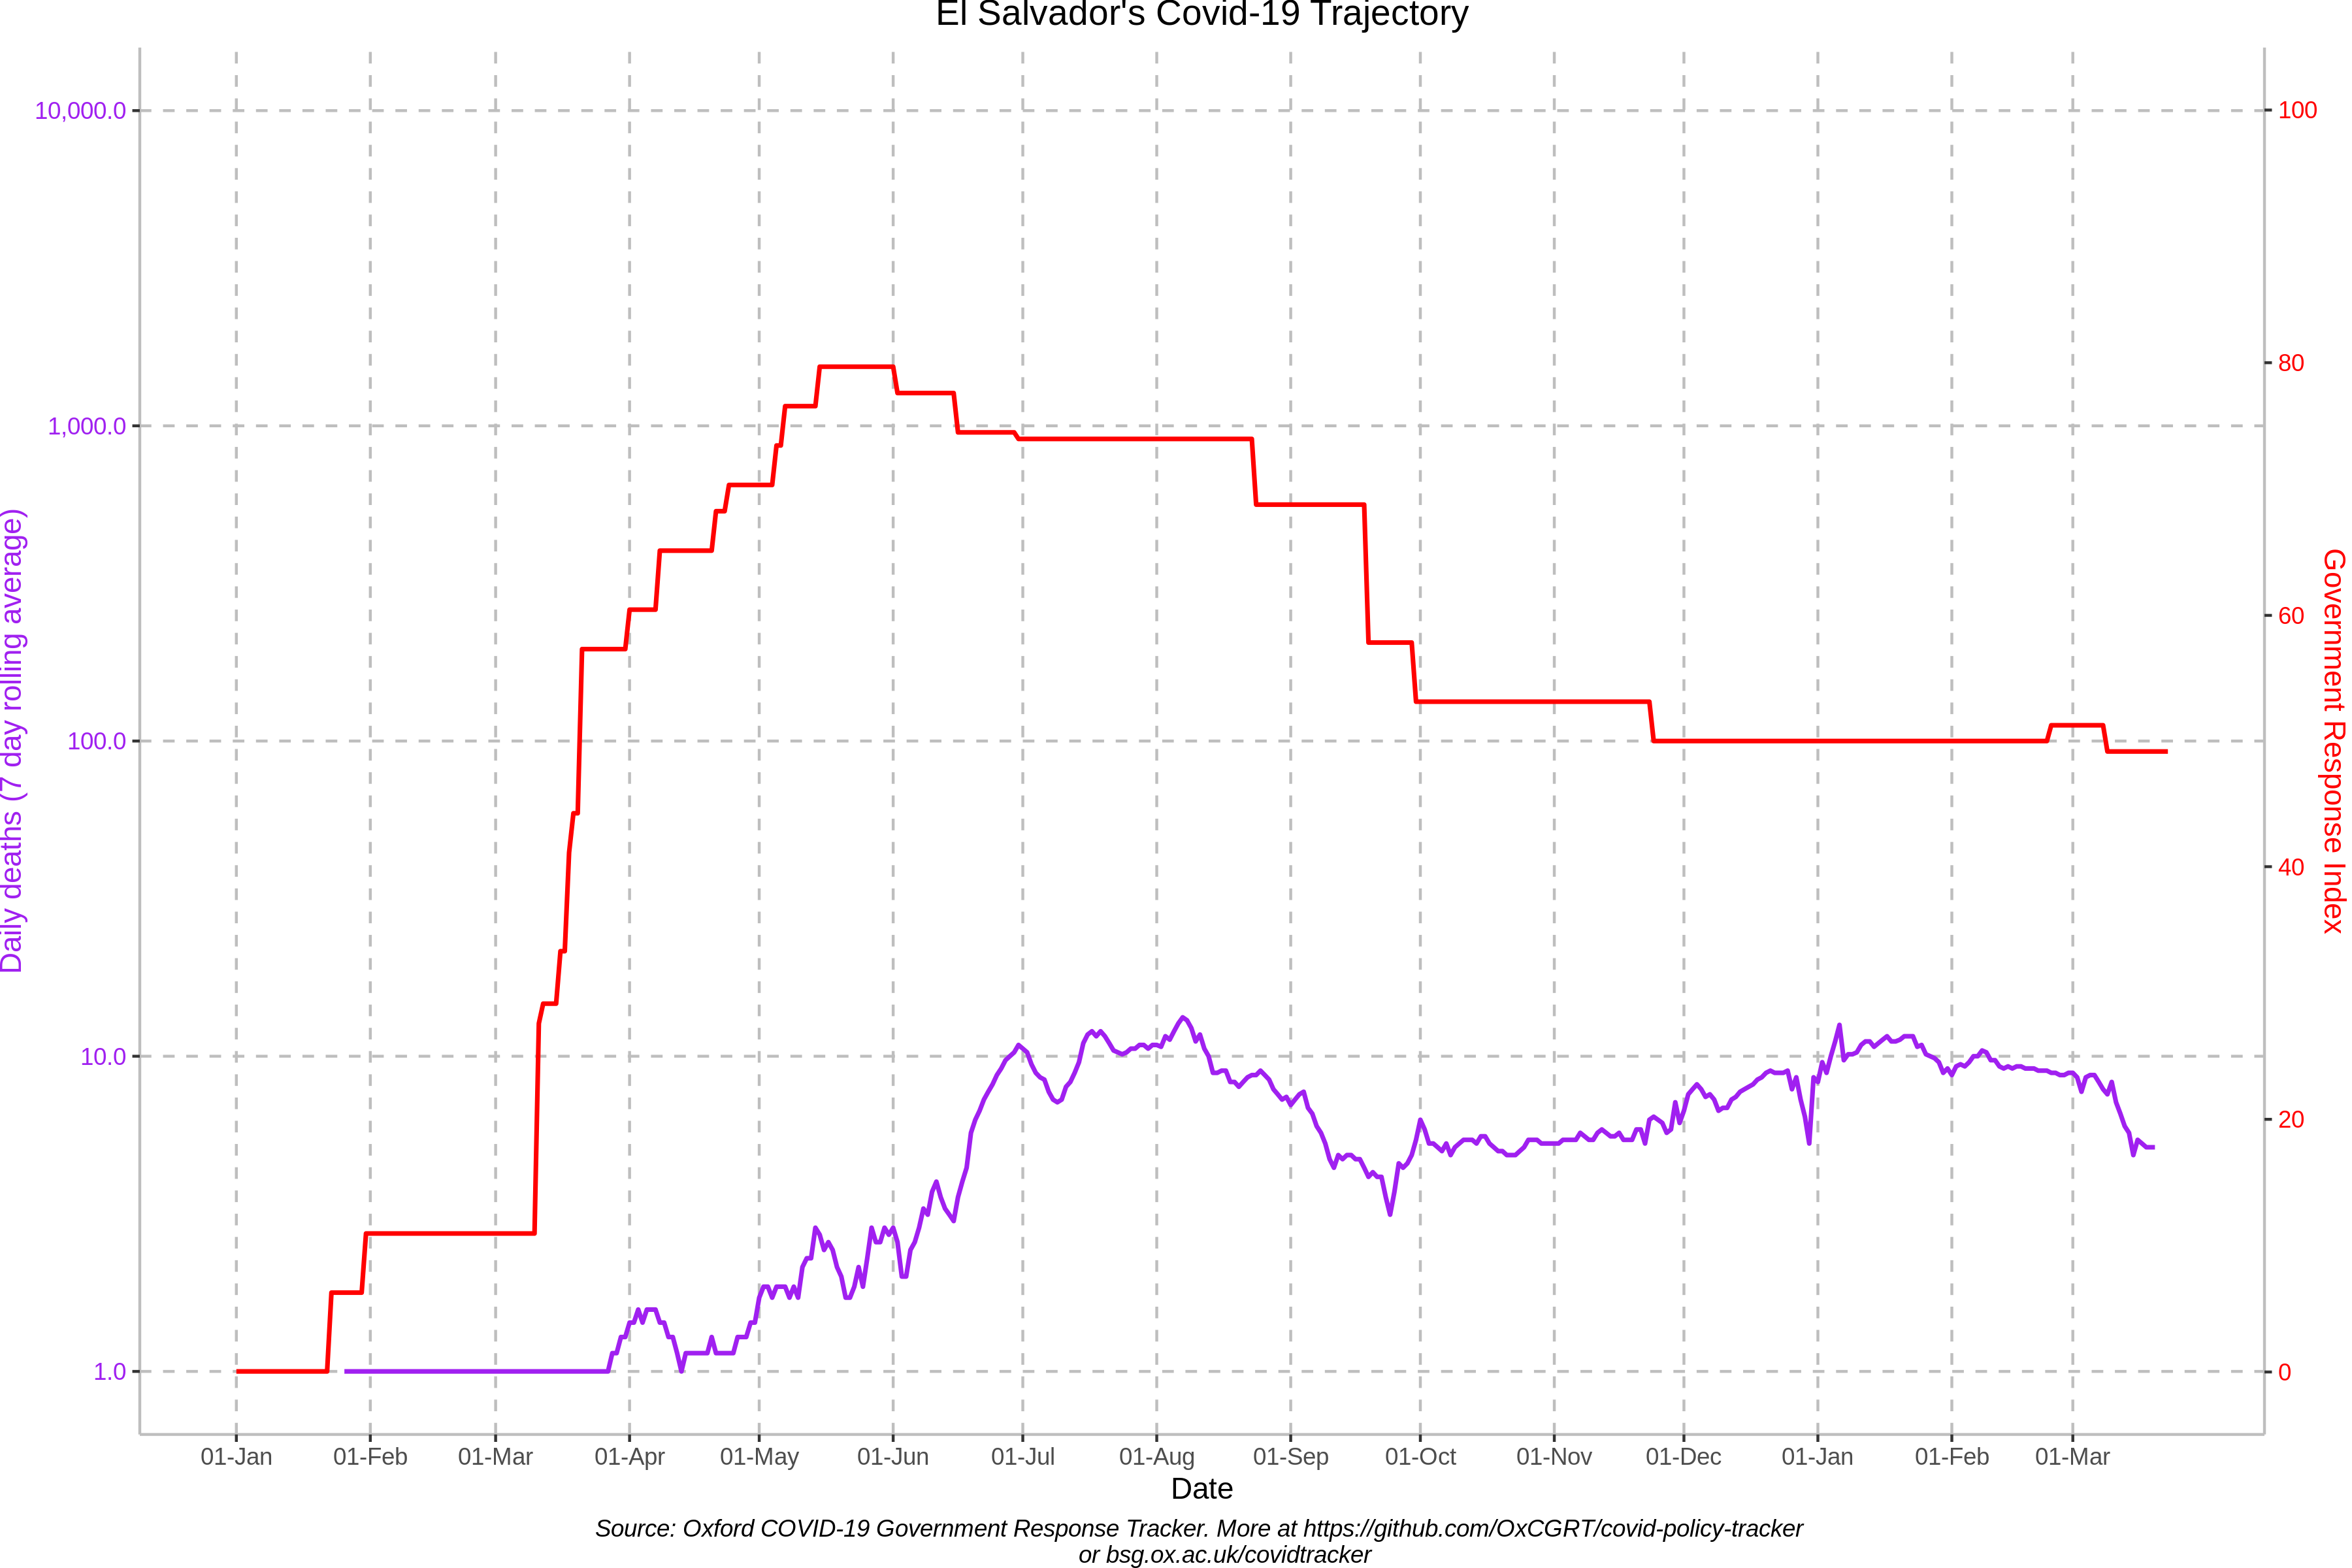 El Salvador's Covid-19 Trajectory
10,000.0
1,000.0
100.0
10.0
1.0
Daily deaths (7 day rolling average)
100
80
60
40
20
0
Government Response Index
01-Jan 01-Feb 01-Mar 01-Apr 01-May 01-Jun 01-Jul 01-Aug 01-Sep 01-Oct 01-Nov 01-Dec 01-Jan 01-Feb 01-Mar
Date
Source: Oxford COVID-19 Government Response Tracker. More at https://github.com/OxCGRT/covid-policy-tracker
or bsg.ox.ac.uk/covidtracker